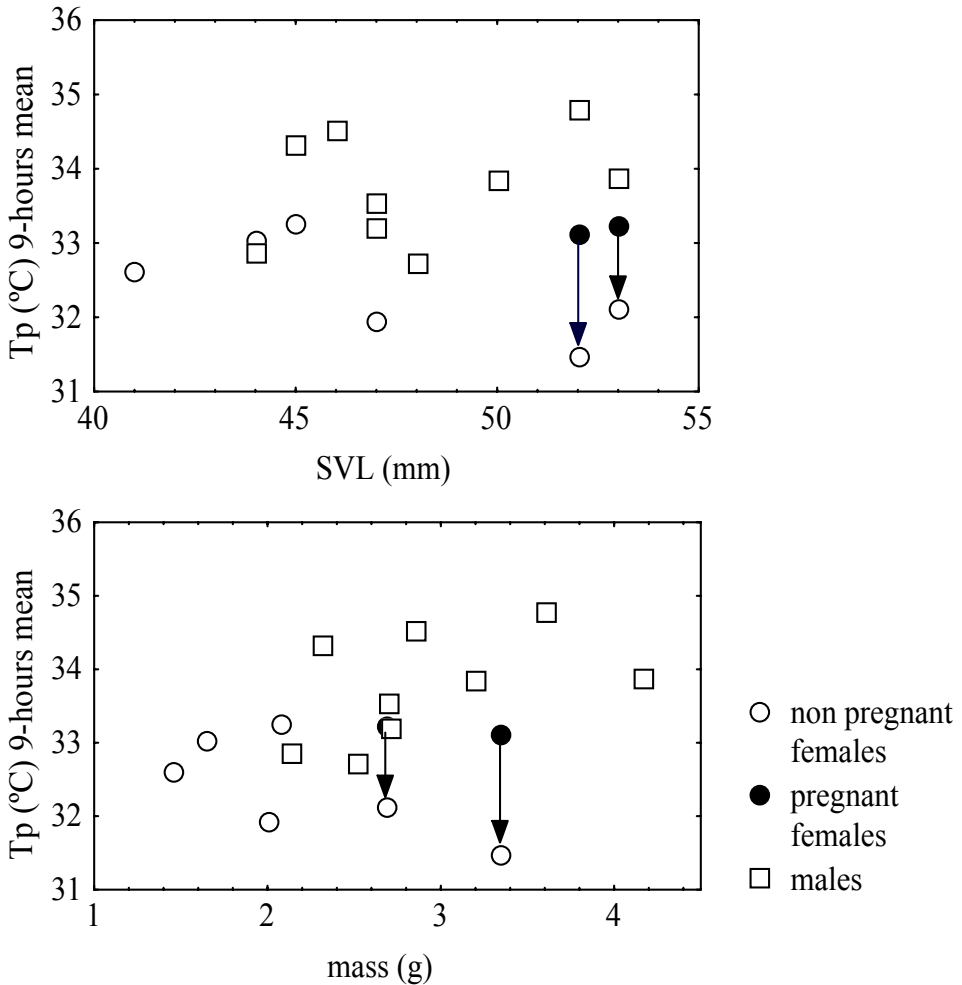 36
35
34
33
32
31
Tp (ºC) 9-hours mean
40 45 50 55
SVL (mm)
36
35
34
33
32
31
Tp (ºC) 9-hours mean
1 2 3 4
mass (g)
non pregnant
females
pregnant
females
males